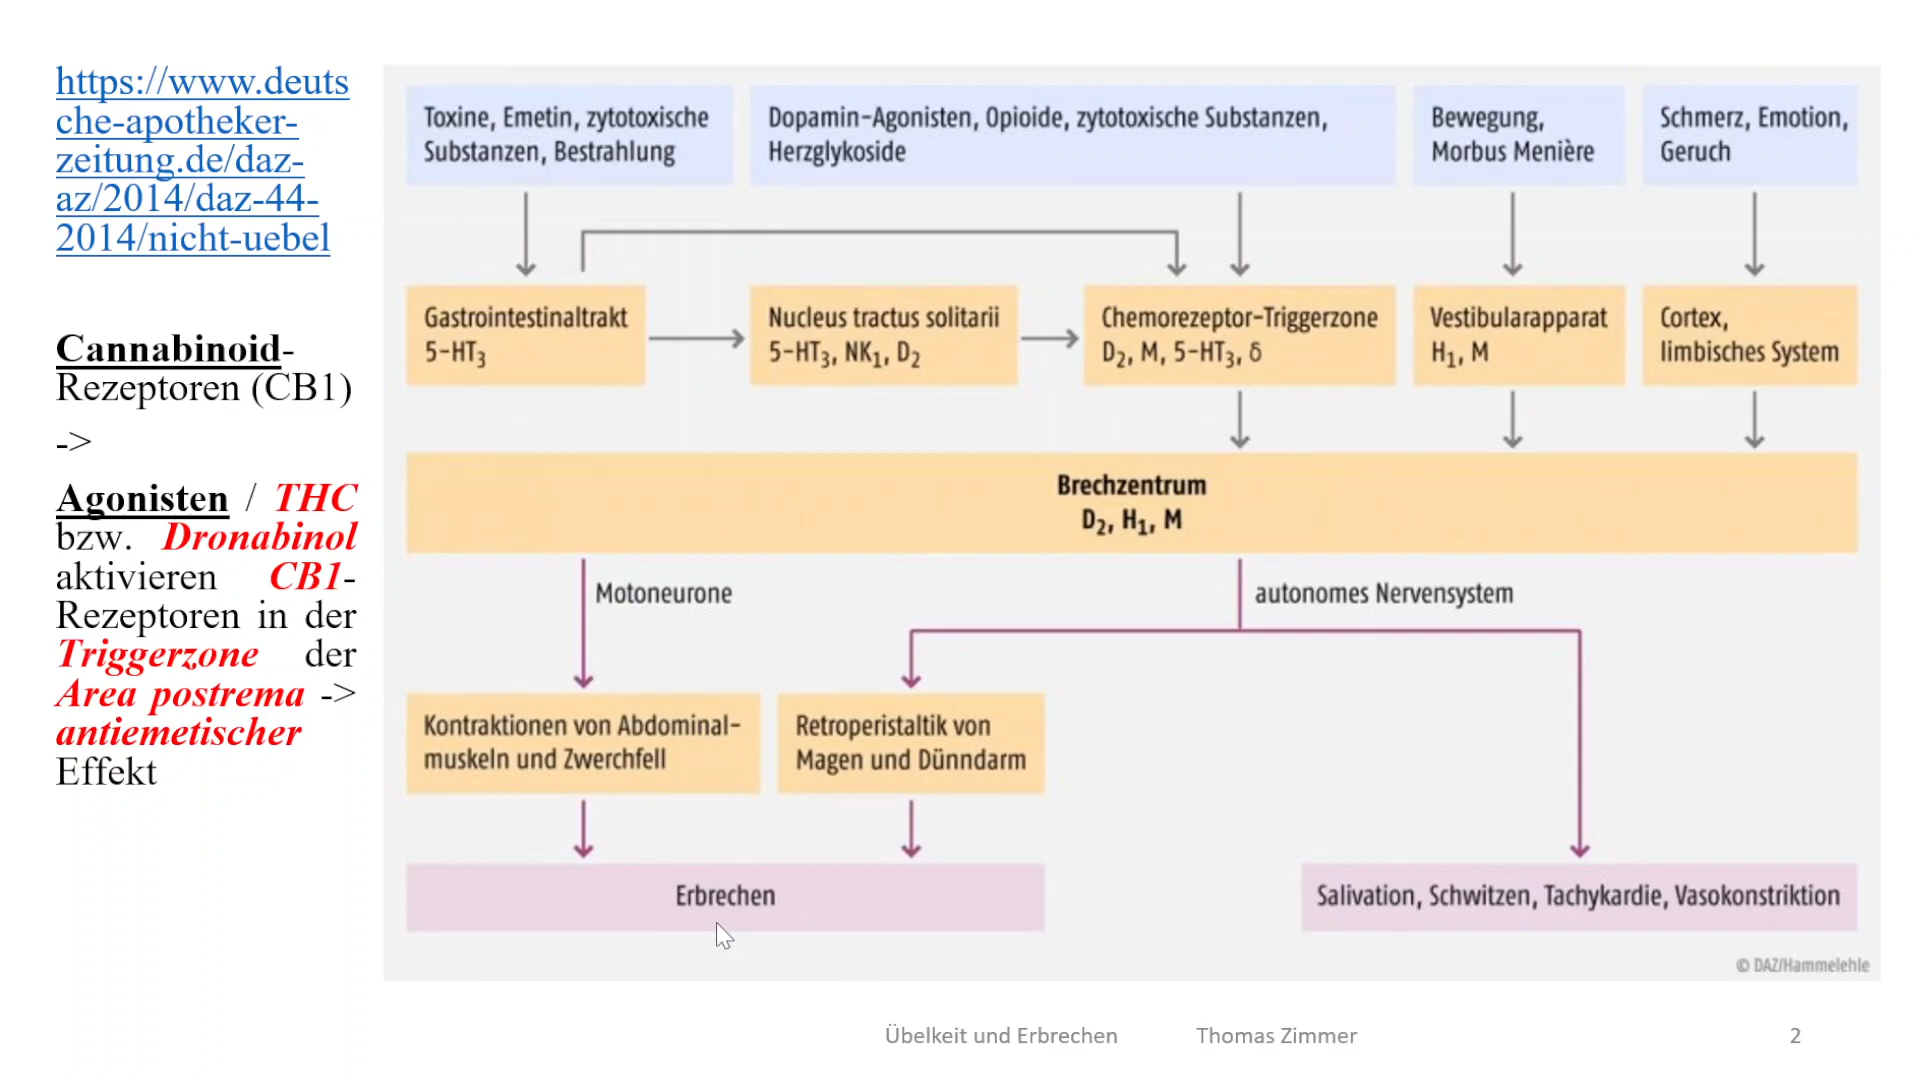 https://www.deuts
che-apotheker-
zeitung.de/daz-
az/2014/daz-44-
2014/nicht-uebel
Cannabinoid-
Rezeptoren (CB1)
->
Agonisten / THC
bzw. Dronabinol
aktivieren CB1-
Rezeptoren in der
Triggerzone der
Area postrema ->
antiemetischer
Effekt
Toxine, Emetin, zytotoxische
Substanzen, Bestrahlung
Dopamin-Agonisten, Opioide, zytotoxische Substanzen,
Herzglykoside
Bewegung,
Morbus Menière
Schmerz, Emotion,
Geruch
Gastrointestinaltrakt
5-HT₃
Nucleus tractus solitarii
5-HT₃, NK₁, D₂
Chemorezeptor-Triggerzone
D₂, M, 5-HT₃, δ
Vestibularapparat
H₁, M
Cortex,
limbisches System
Brechzentrum
D₂, H₁, M
Motoneurone
autonomes Nervensystem
Kontraktionen von Abdominal-
muskeln und Zwerchfell
Retroperistaltik von
Magen und Dünndarm
Erbrechen
Salivation, Schwitzen, Tachykardie, Vasokonstriktion
© DAZ/Hammelehle
Übelkeit und Erbrechen Thomas Zimmer 2